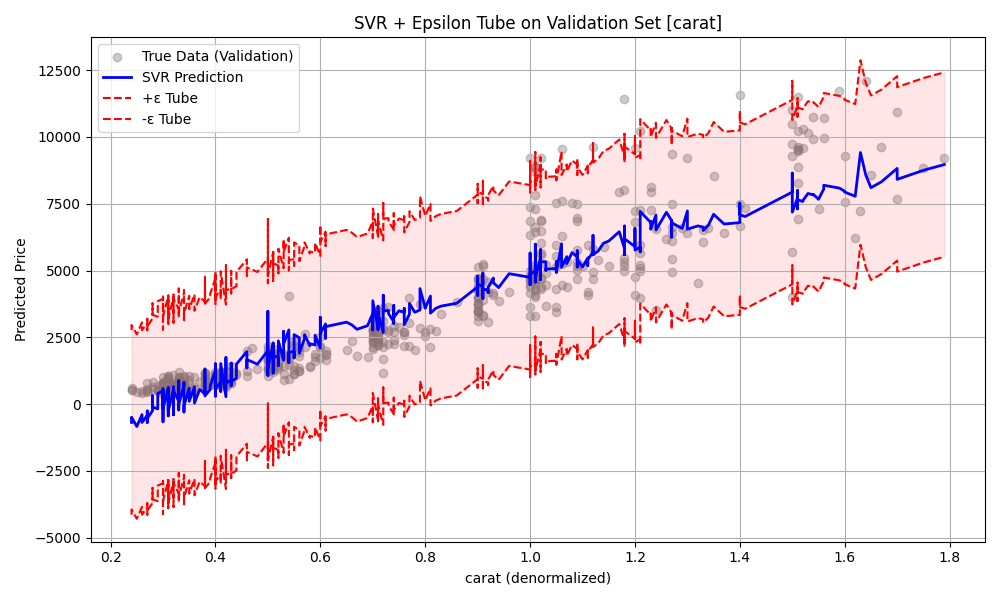 SVR + Epsilon Tube on Validation Set [carat]
True Data (Validation)
SVR Prediction
+ε Tube
-ε Tube
Predicted Price
12500
10000
7500
5000
2500
0
−2500
−5000
0.2 0.4 0.6 0.8 1.0 1.2 1.4 1.6 1.8
carat (denormalized)